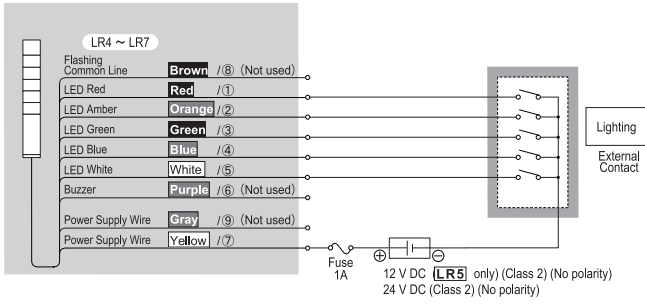 LR4 ~ LR7
Flashing
Common Line Brown /⑧ (Not used)
LED Red Red /①
LED Amber Orange /②
LED Green Green /③
LED Blue Blue /④
LED White White /⑤
Buzzer Purple /⑥ (Not used)
Power Supply Wire Gray /⑨ (Not used)
Power Supply Wire Yellow /⑦
Lighting
External
Contact
Fuse
1A
⊕ ⊖
12 V DC (LR5 only) (Class 2) (No polarity)
24 V DC (Class 2) (No polarity)